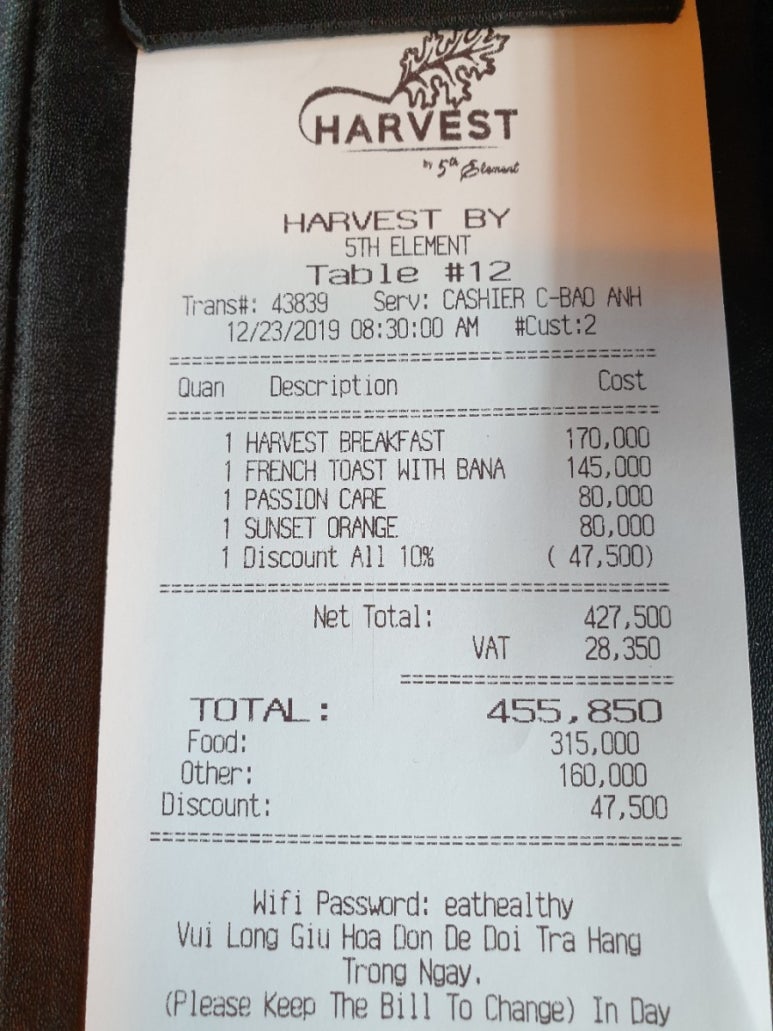 HARVEST
by 5th Element
HARVEST BY
5TH ELEMENT
Table #12
Trans#: 43839 Serv: CASHIER C-BAO ANH
12/23/2019 08:30:00 AM #Cust:2
Quan Description Cost
1 HARVEST BREAKFAST 170,000
1 FRENCH TOAST WITH BANA 145,000
1 PASSION CARE 80,000
1 SUNSET ORANGE 80,000
1 Discount All 10% ( 47,500)
Net Total: 427,500
VAT 28,350
TOTAL: 455,850
Food: 315,000
Other: 160,000
Discount: 47,500
Wifi Password: eathealthy
Vui Long Giu Hoa Don De Doi Tra Hang
Trong Ngay.
(Please Keep The Bill To Change) In Day